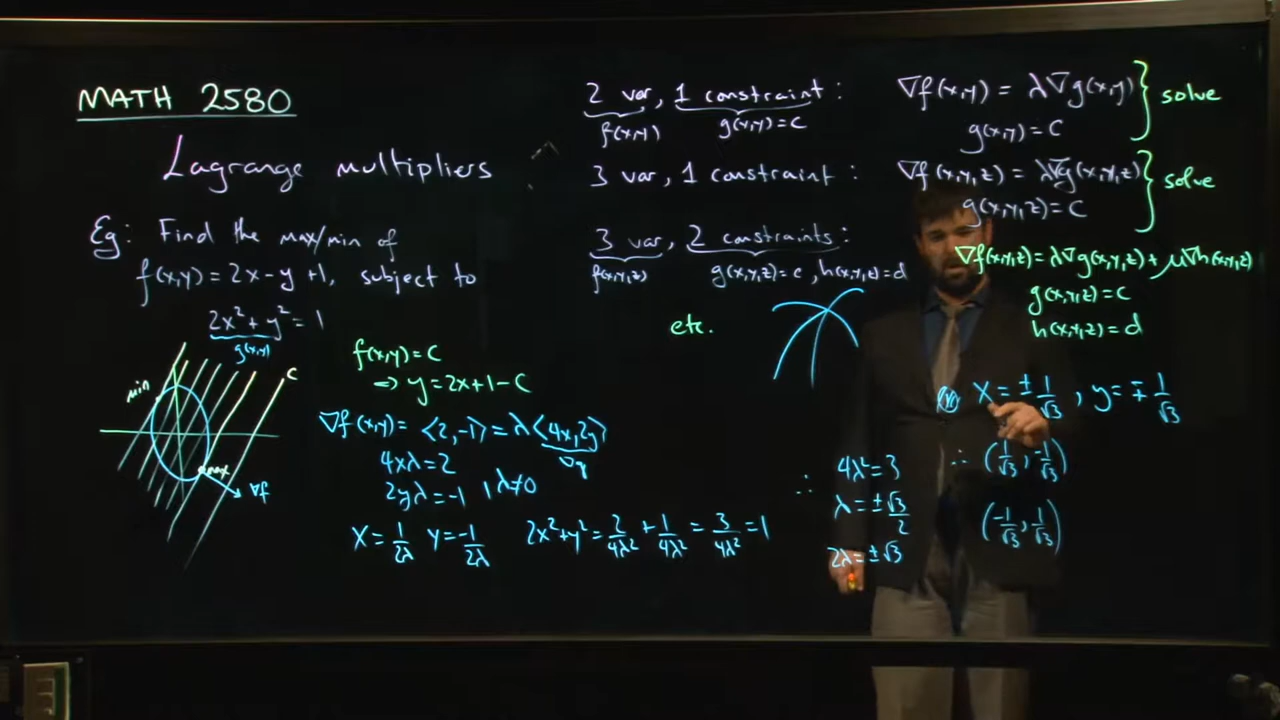 MATH 2580
Lagrange multipliers
Eg: Find the max/min of
f(x,y) = 2x - y + 1, subject to
2x² + y² = 1
g(x,y)
min
C
max
∇f
f(x,y) = C
⇒ y = 2x + 1 - C
∇f(x,y) = ⟨2, -1⟩ = λ⟨4x, 2y⟩
∇g
4xλ = 2
2yλ = -1, λ ≠ 0
x = 1/2λ y = -1/2λ
2x² + y² = 2/4λ² + 1/4λ² = 3/4λ² = 1
2 var, 1 constraint:
f(x,y) g(x,y) = c
∇f(x,y) = λ∇g(x,y)
g(x,y) = c
} solve
3 var, 1 constraint:
∇f(x,y,z) = λ∇g(x,y,z)
g(x,y,z) = c
} solve
3 var, 2 constraints:
f(x,y,z) g(x,y,z) = c, h(x,y,z) = d
∇f(x,y,z) = λ∇g(x,y,z) + μ∇h(x,y,z)
g(x,y,z) = c
h(x,y,z) = d
etc.
∴ 4λ² = 3
λ = ±√3/2
2λ = ±√3
x = ±1/√3, y = ∓1/√3
∴ (1/√3, -1/√3)
(-1/√3, 1/√3)